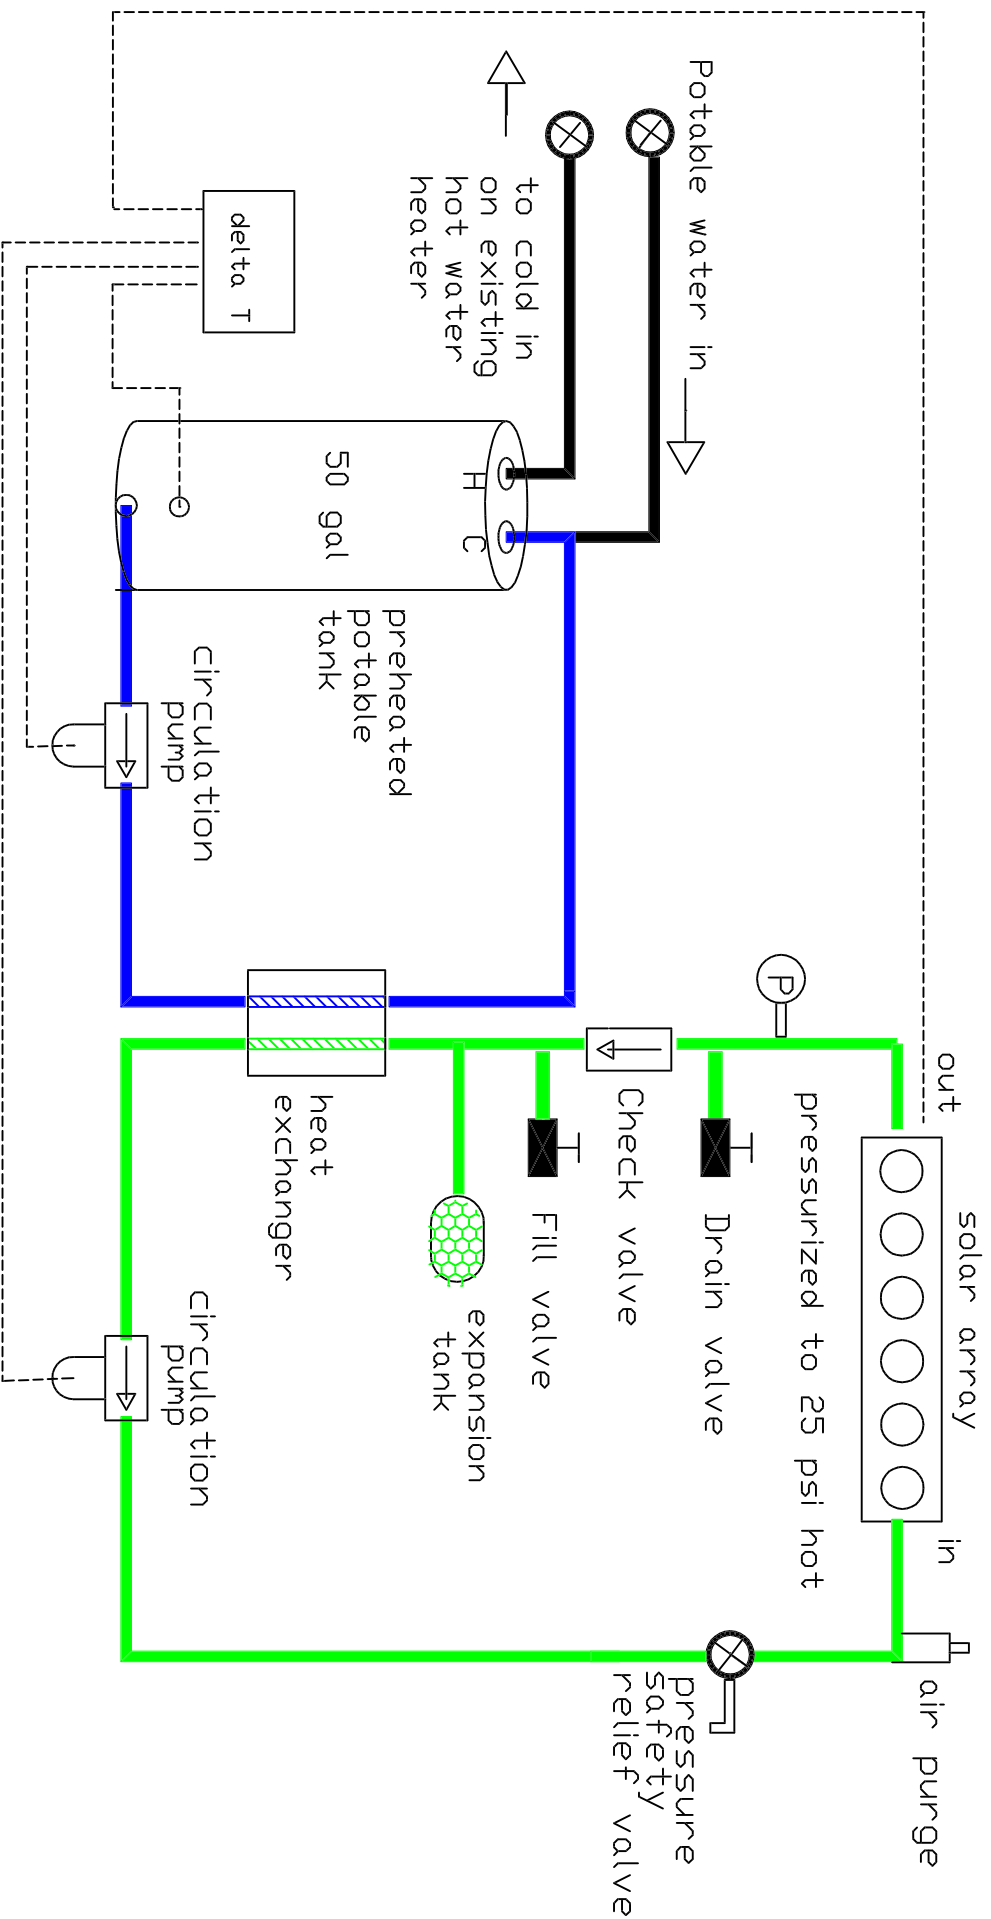 Potable water in
to cold in
on existing
hot water
heater
delta T
H
C
50 gal
preheated
potable
tank
circulation
pump
P
out
solar array
in
air purge
pressurized to 25 psi hot
Drain valve
Check valve
Fill valve
expansion
tank
heat
exchanger
circulation
pump
pressure
safety
relief valve